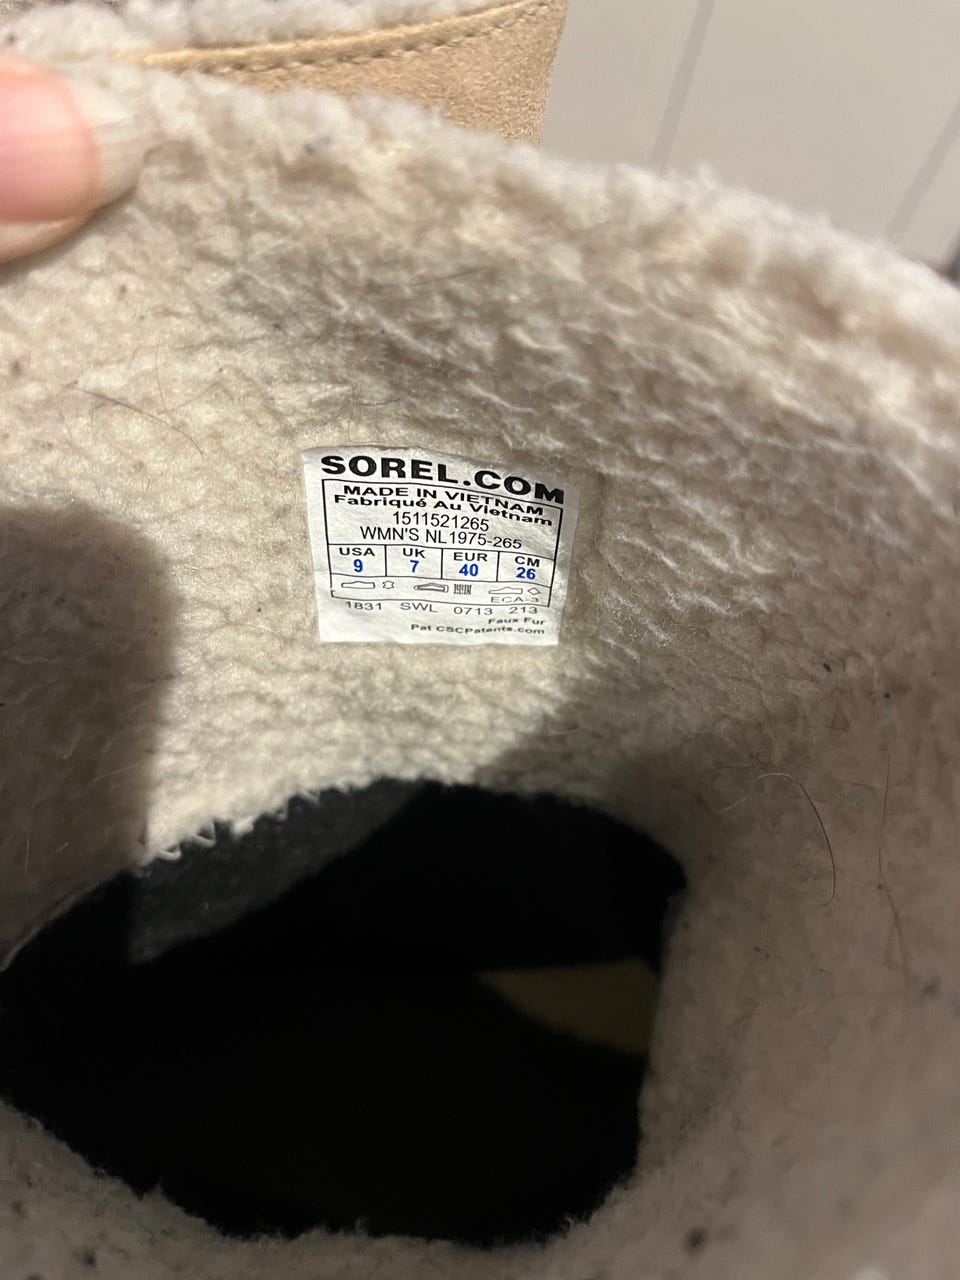 SOREL.COM
MADE IN VIETNAM
Fabriqué Au Vietnam
1511521265
WMN'S NL1975-265
USA UK EUR CM
9 7 40 26
ECA-3
1831 SWL 0713 213
Faux Fur
Pat CSCPatents.com